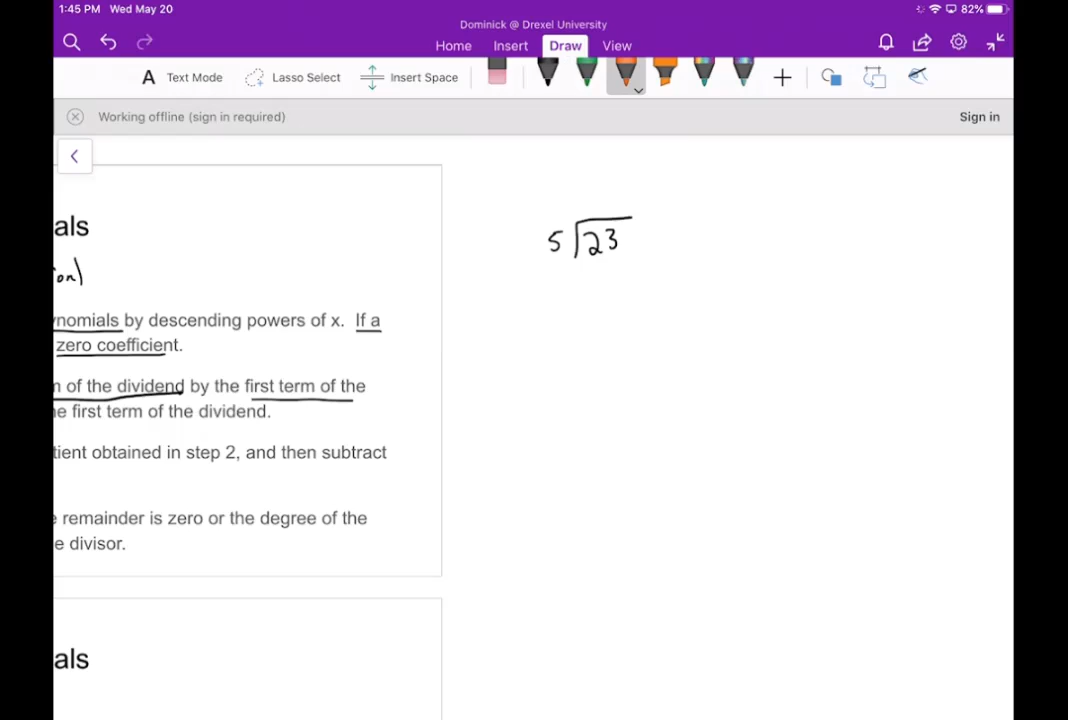 1:45 PM Wed May 20
82%
Dominick @ Drexel University
Home Insert Draw View
Text Mode Lasso Select Insert Space
Working offline (sign in required) Sign in
als
on)
ynomials by descending powers of x. If a
zero coefficient.
m of the dividend by the first term of the
e first term of the dividend.
tient obtained in step 2, and then subtract
e remainder is zero or the degree of the
e divisor.
als
5 23